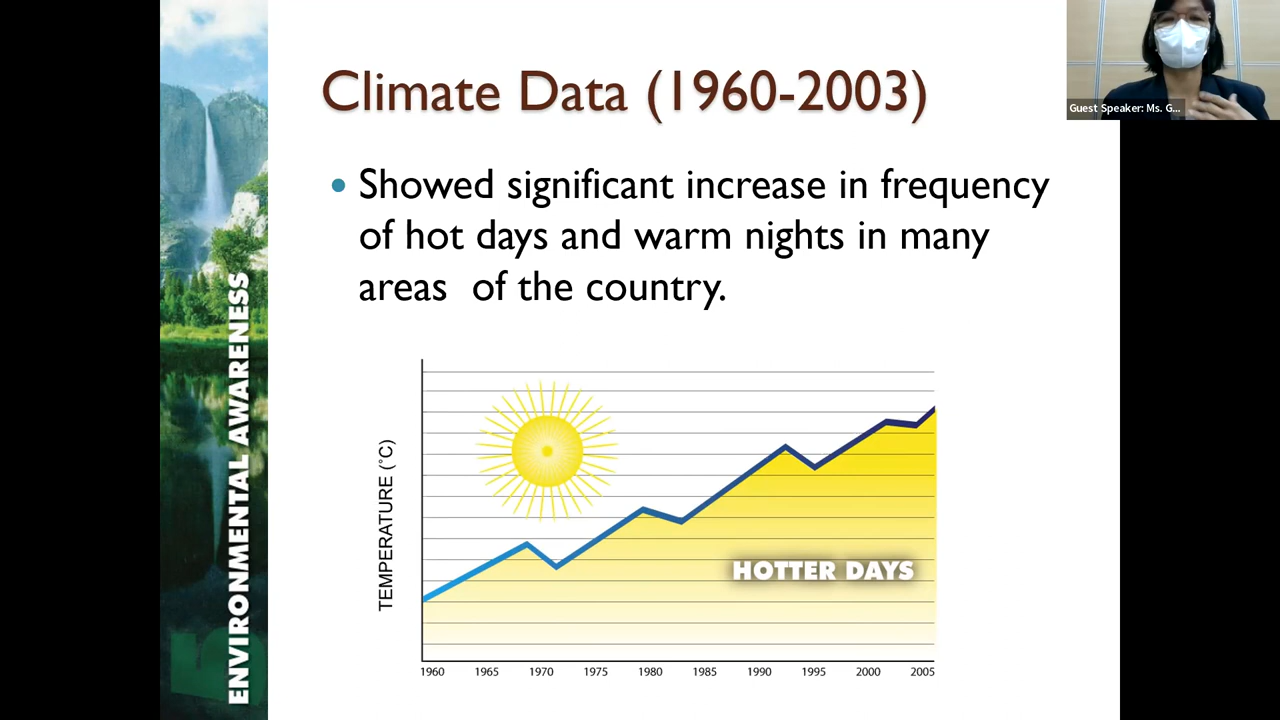 Climate Data (1960-2003)
Guest Speaker: Ms. G...
• Showed significant increase in frequency
of hot days and warm nights in many
areas  of the country.
ENVIRONMENTAL AWARENESS
TEMPERATURE (°C)
HOTTER DAYS
1960 1965 1970 1975 1980 1985 1990 1995 2000 2005